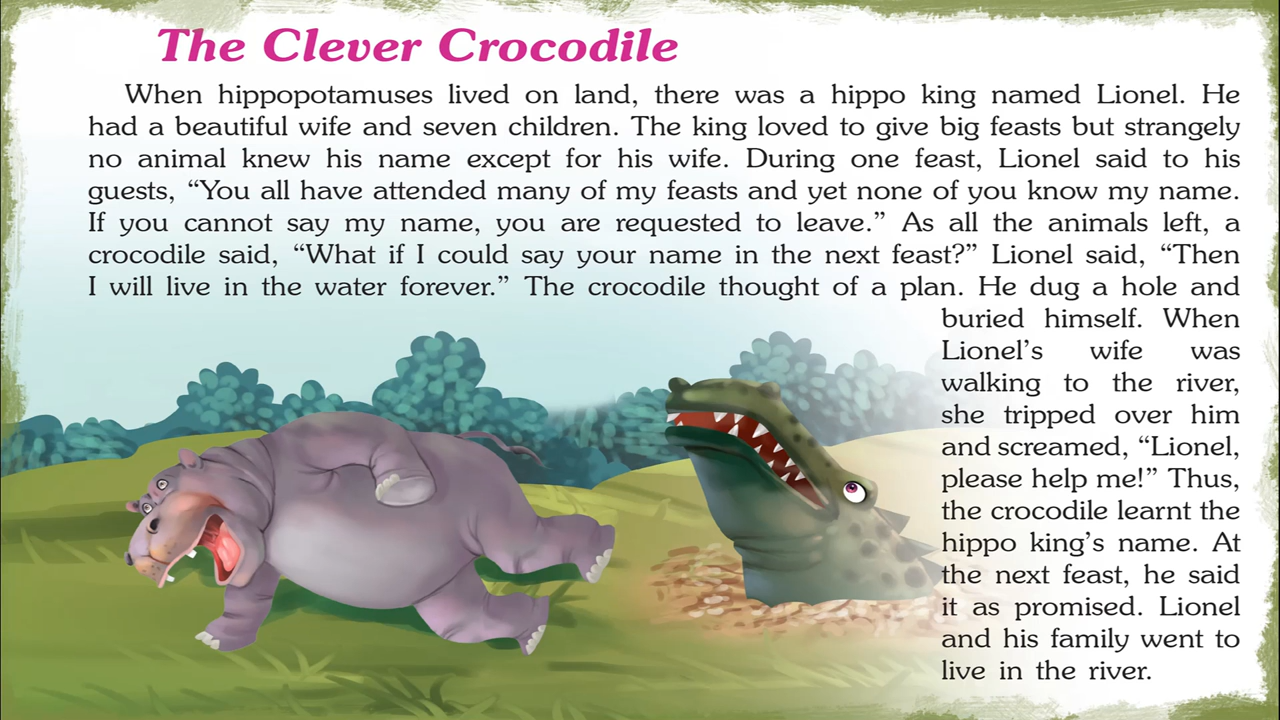 The Clever Crocodile
When hippopotamuses lived on land, there was a hippo king named Lionel. He
had a beautiful wife and seven children. The king loved to give big feasts but strangely
no animal knew his name except for his wife. During one feast, Lionel said to his
guests, “You all have attended many of my feasts and yet none of you know my name.
If you cannot say my name, you are requested to leave.” As all the animals left, a
crocodile said, “What if I could say your name in the next feast?” Lionel said, “Then
I will live in the water forever.” The crocodile thought of a plan. He dug a hole and
buried himself. When
Lionel’s wife was
walking to the river,
she tripped over him
and screamed, “Lionel,
please help me!” Thus,
the crocodile learnt the
hippo king’s name. At
the next feast, he said
it as promised. Lionel
and his family went to
live in the river.